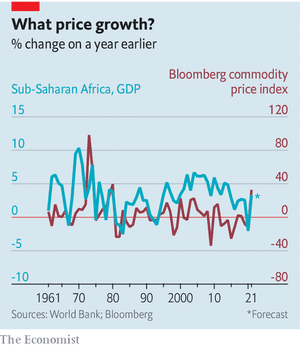 What price growth?
% change on a year earlier
Bloomberg commodity
Sub-Saharan Africa, GDP
price index
15
120
10
80
5
40
0
0
-5
-40
-10
-80
*
1961
70
80
90
2000
10
21
Sources: World Bank; Bloomberg
*Forecast
The Economist